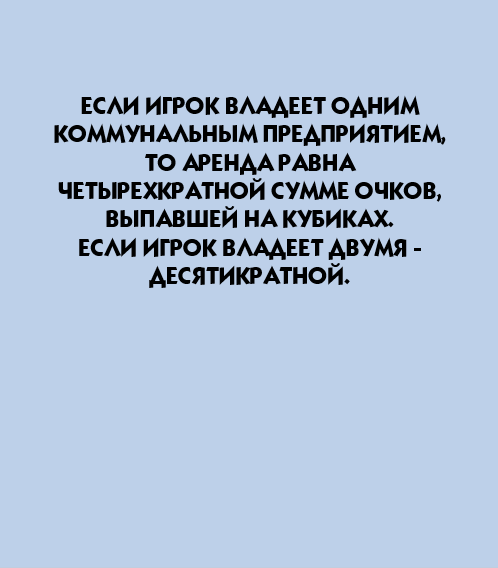 ЕСЛИ ИГРОК ВЛАДЕЕТ ОДНИМ
КОММУНАЛЬНЫМ ПРЕДПРИЯТИЕМ,
ТО АРЕНДА РАВНА
ЧЕТЫРЕХКРАТНОЙ СУММЕ ОЧКОВ,
ВЫПАВШЕЙ НА КУБИКАХ.
ЕСЛИ ИГРОК ВЛАДЕЕТ ДВУМЯ -
ДЕСЯТИКРАТНОЙ.